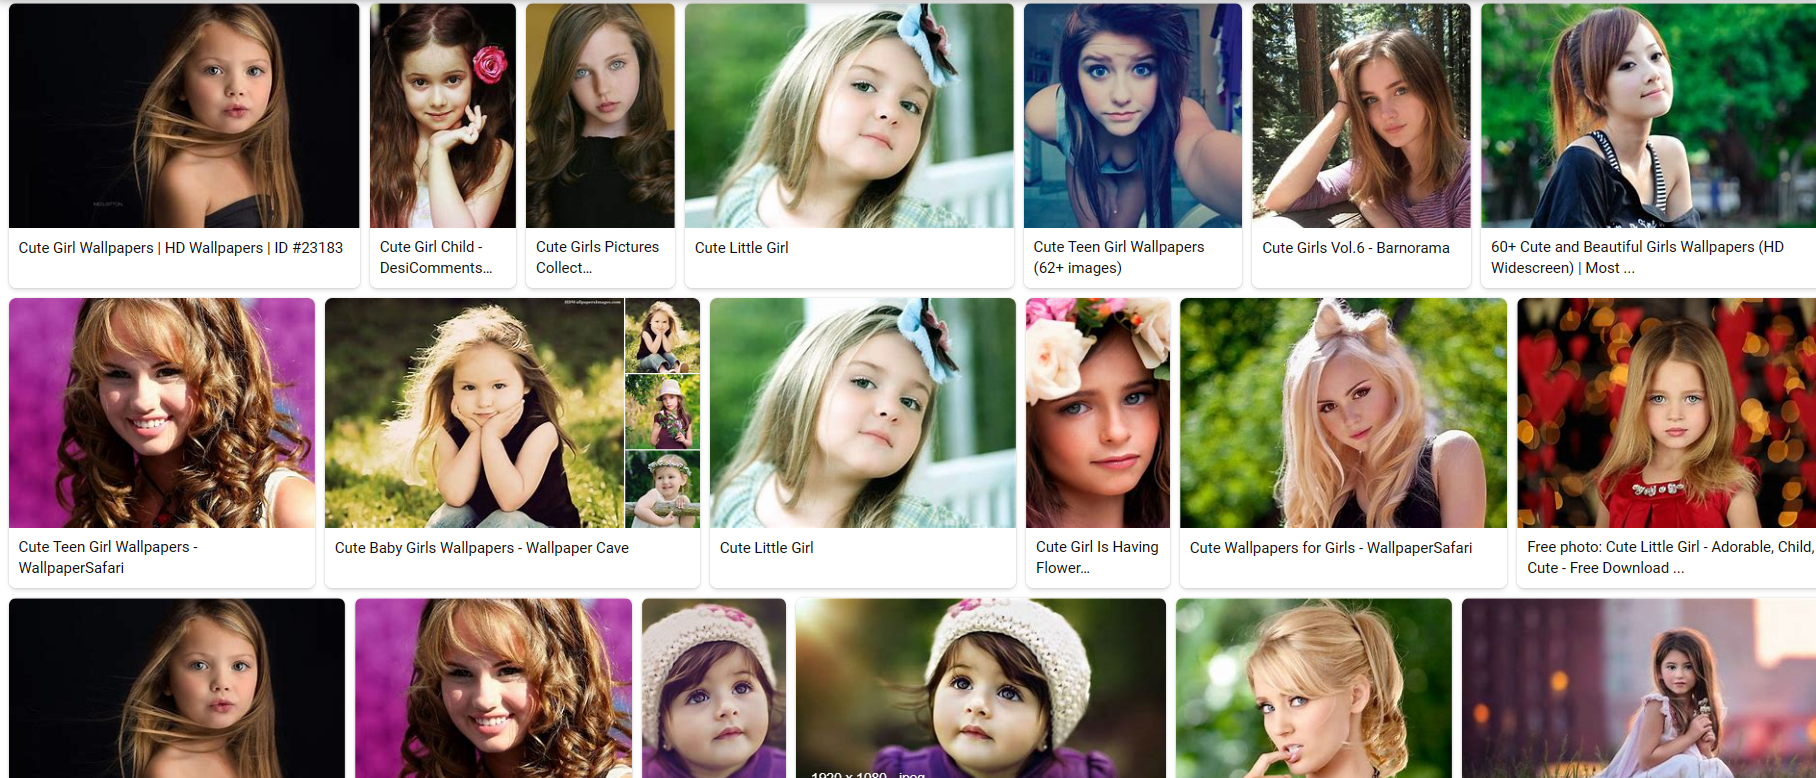 Cute Girl Wallpapers | HD Wallpapers | ID #23183
Cute Girl Child -
DesiComments...
Cute Girls Pictures
Collect...
Cute Little Girl
Cute Teen Girl Wallpapers
(62+ images)
Cute Girls Vol.6 - Barnorama
60+ Cute and Beautiful Girls Wallpapers (HD
Widescreen) | Most ...
Cute Teen Girl Wallpapers -
WallpaperSafari
Cute Baby Girls Wallpapers - Wallpaper Cave
Cute Little Girl
Cute Girl Is Having
Flower...
Cute Wallpapers for Girls - WallpaperSafari
Free photo: Cute Little Girl - Adorable, Child,
Cute - Free Download ...
1920 x 1080 - jpeg